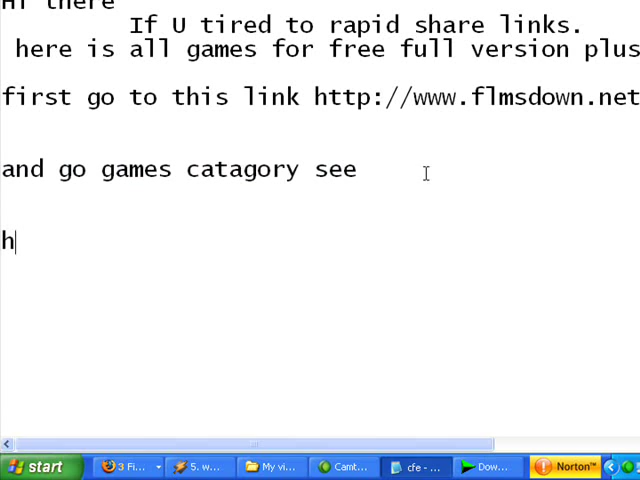 Hi there
If U tired to rapid share links.
here is all games for free full version plus
first go to this link http://www.flmsdown.net
and go games catagory see
h
start
3 Fi...
5. w...
My vi...
Camt...
cfe - ...
Dow...
Norton™